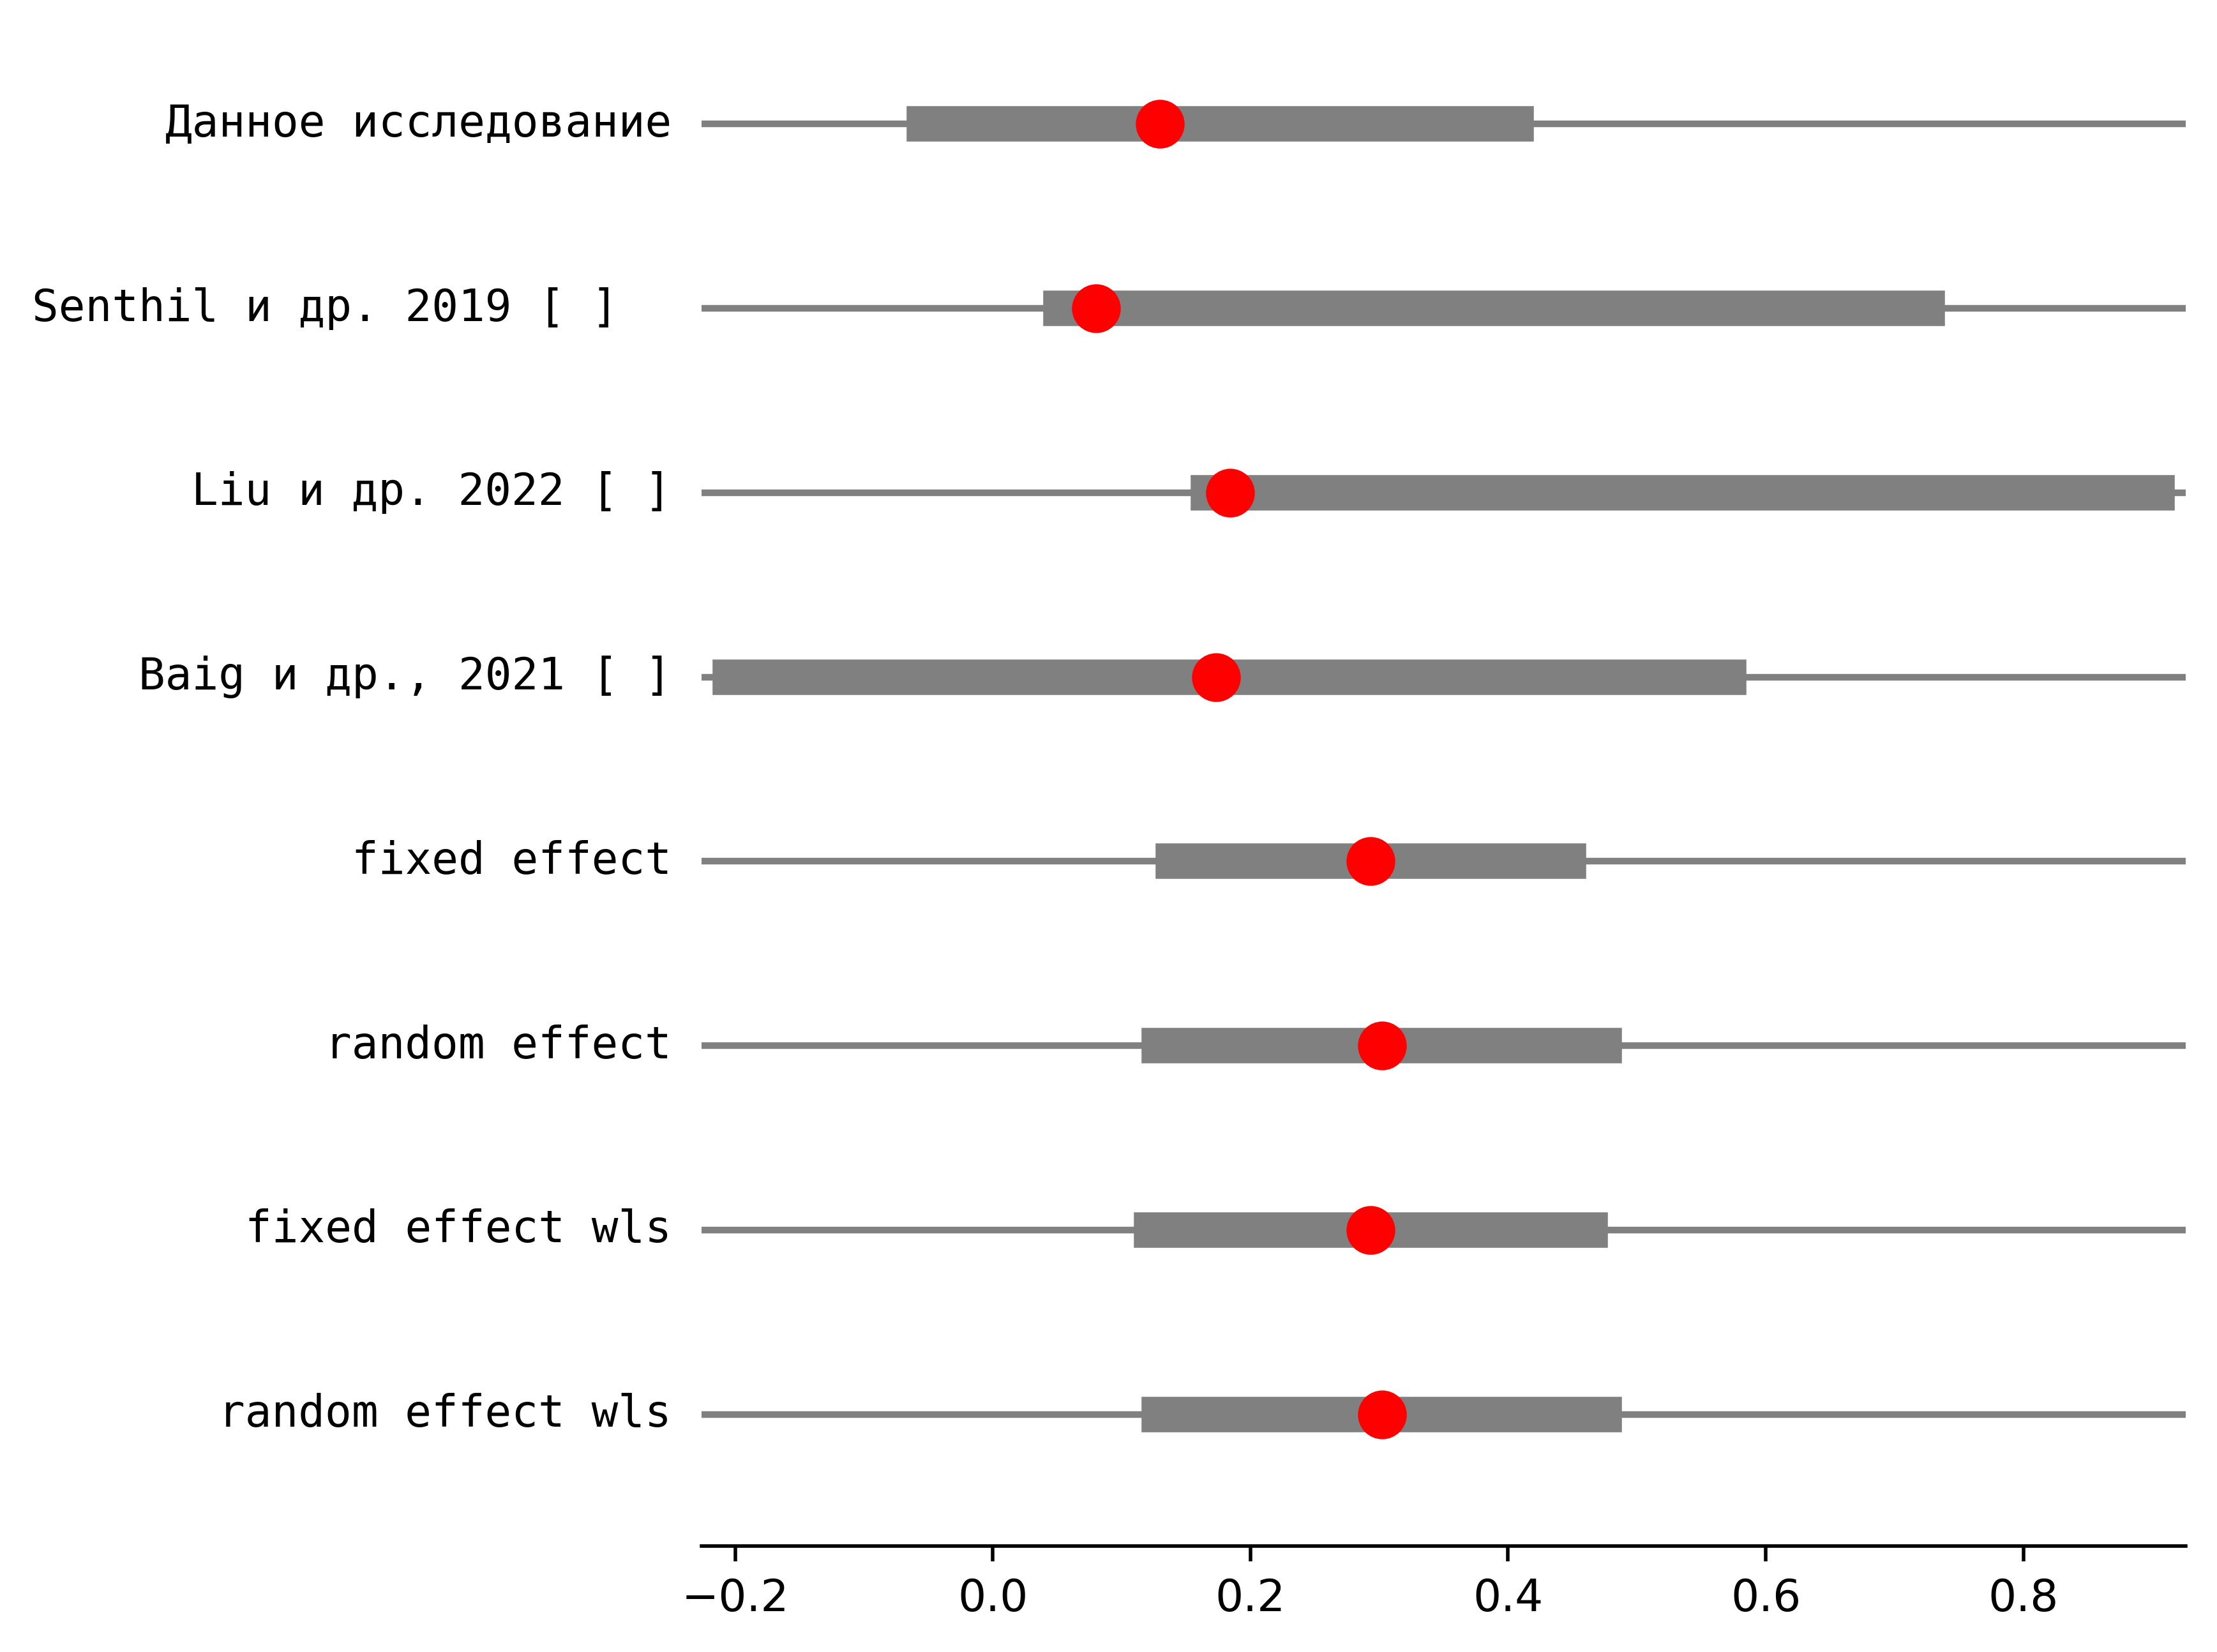 Данное исследование
Senthil и др. 2019 [ ]
Liu и др. 2022 [ ]
Baig и др., 2021 [ ]
fixed effect
random effect
fixed effect wls
random effect wls
−0.2 0.0 0.2 0.4 0.6 0.8